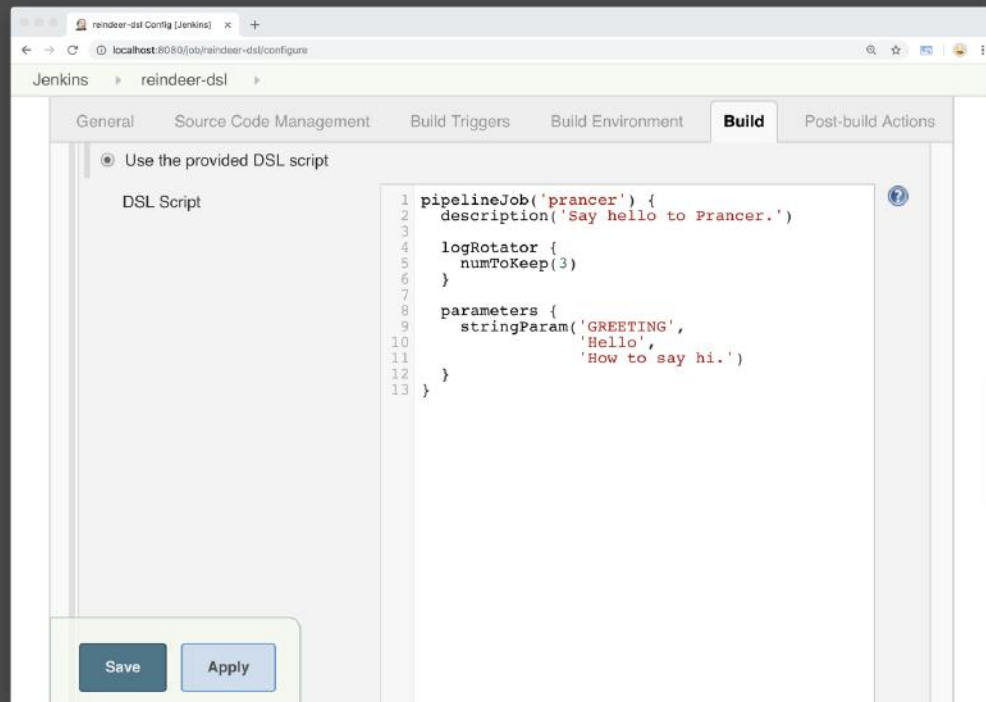 reindeer-dsl Config [Jenkins] × +
localhost:8080/job/reindeer-dsl/configure
Jenkins reindeer-dsl
General Source Code Management Build Triggers Build Environment Build Post-build Actions
Use the provided DSL script
DSL Script
1 pipelineJob('prancer') {
2   description('Say hello to Prancer.')
3
4   logRotator {
5     numToKeep(3)
6   }
7
8   parameters {
9     stringParam('GREETING',
10                 'Hello',
11                 'How to say hi.')
12   }
13 }
Save Apply